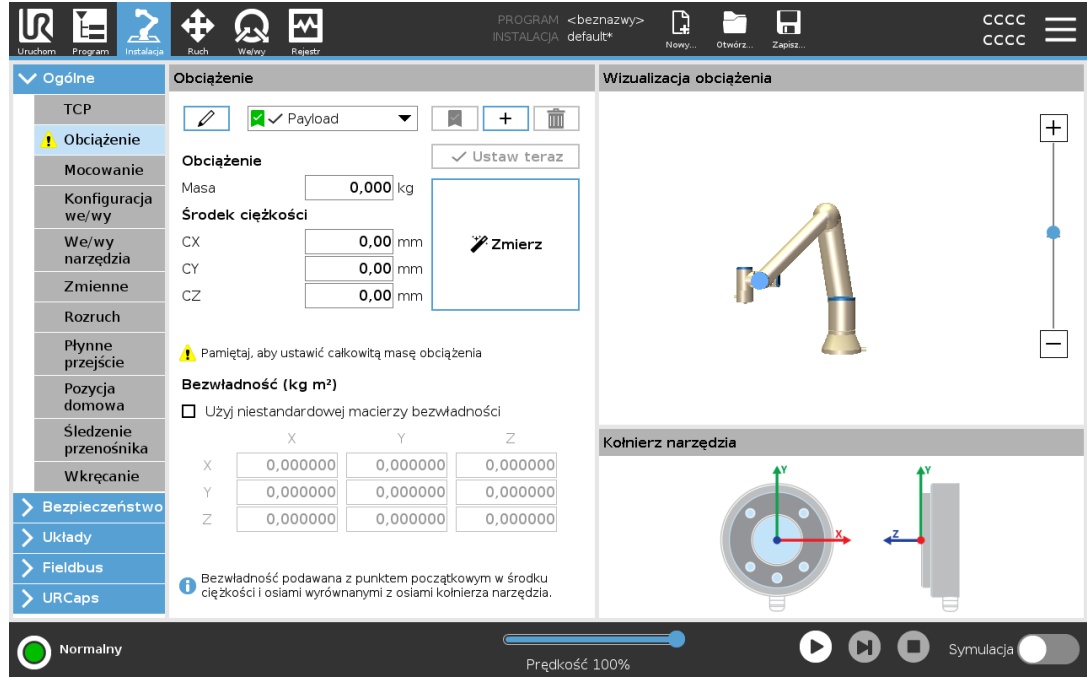 UR
PROGRAM <beznazwy>
INSTALACJA default*
CCCC
CCCC
Uruchom Program Instalacja Ruch We/wy Rejestr Nowy... Otwórz... Zapisz...
Ogólne
TCP
Obciążenie
Mocowanie
Konfiguracja
we/wy
We/wy
narzędzia
Zmienne
Rozruch
Płynne
przejście
Pozycja
domowa
Śledzenie
przenośnika
Wkręcanie
Bezpieczeństwo
Układy
Fieldbus
URCaps
Obciążenie
Payload
Ustaw teraz
Obciążenie
Masa 0,000 kg
Środek ciężkości
CX 0,00 mm
CY 0,00 mm
CZ 0,00 mm
Zmierz
Pamiętaj, aby ustawić całkowitą masę obciążenia
Bezwładność (kg m²)
Użyj niestandardowej macierzy bezwładności
X Y Z
X 0,000000 0,000000 0,000000
Y 0,000000 0,000000 0,000000
Z 0,000000 0,000000 0,000000
Bezwładność podawana z punktem początkowym w środku
ciężkości i osiami wyrównanymi z osiami kołnierza narzędzia.
Wizualizacja obciążenia
Kołnierz narzędzia
Y Y
X Z
Normalny
Prędkość 100%
Symulacja